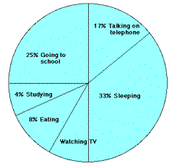 17% Talking on
telephone
25% Going to
school
33% Sleeping
4% Studying
8% Eating
Watching TV